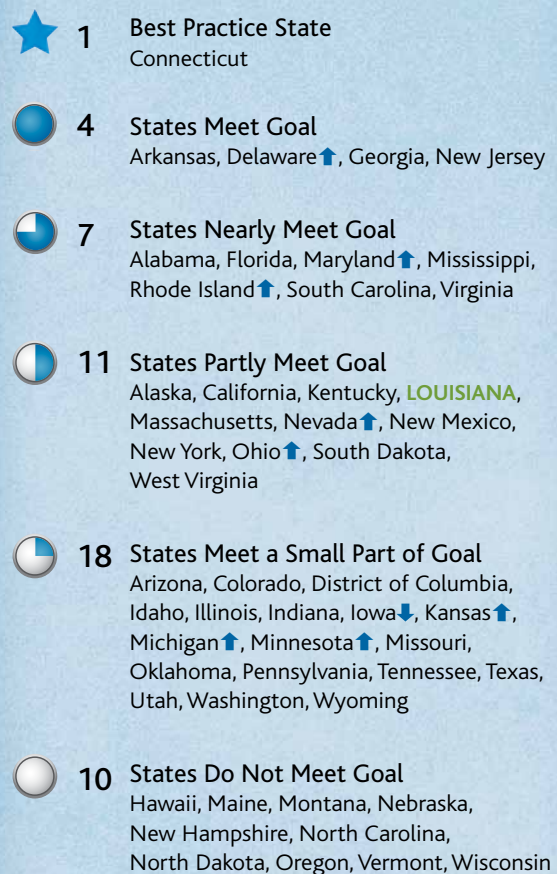 1 Best Practice State
Connecticut
4 States Meet Goal
Arkansas, Delaware⬆, Georgia, New Jersey
7 States Nearly Meet Goal
Alabama, Florida, Maryland⬆, Mississippi,
Rhode Island⬆, South Carolina, Virginia
11 States Partly Meet Goal
Alaska, California, Kentucky, LOUISIANA,
Massachusetts, Nevada⬆, New Mexico,
New York, Ohio⬆, South Dakota,
West Virginia
18 States Meet a Small Part of Goal
Arizona, Colorado, District of Columbia,
Idaho, Illinois, Indiana, Iowa⬇, Kansas⬆,
Michigan⬆, Minnesota⬆, Missouri,
Oklahoma, Pennsylvania, Tennessee, Texas,
Utah, Washington, Wyoming
10 States Do Not Meet Goal
Hawaii, Maine, Montana, Nebraska,
New Hampshire, North Carolina,
North Dakota, Oregon, Vermont, Wisconsin